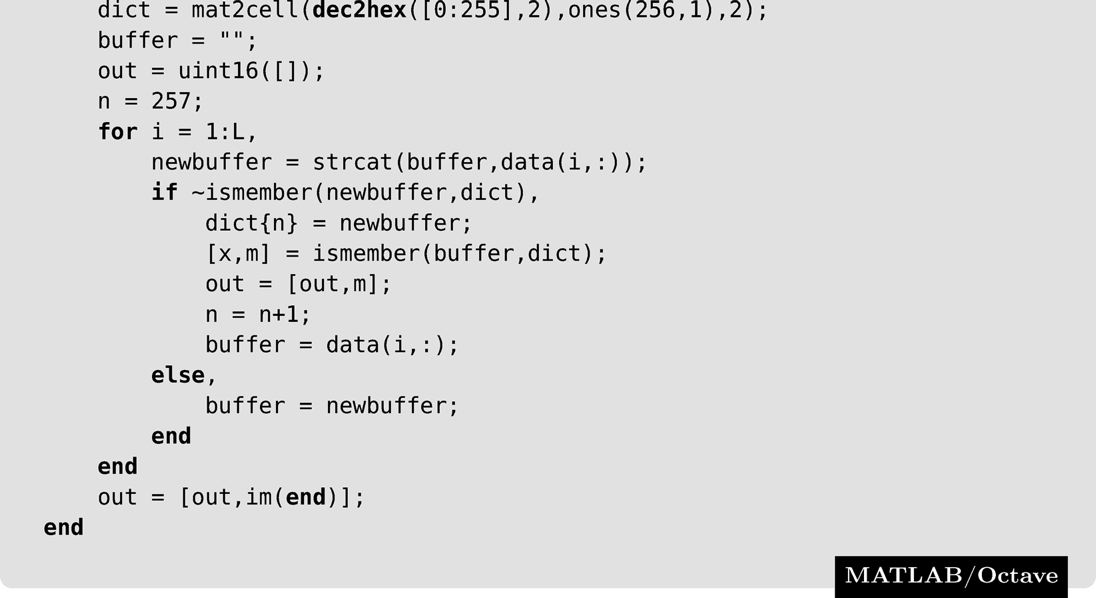 dict = mat2cell(dec2hex([0:255],2),ones(256,1),2);
buffer = "";
out = uint16([]);
n = 257;
for i = 1:L,
newbuffer = strcat(buffer,data(i,:));
if ~ismember(newbuffer,dict),
dict{n} = newbuffer;
[x,m] = ismember(buffer,dict);
out = [out,m];
n = n+1;
buffer = data(i,:);
else,
buffer = newbuffer;
end
end
out = [out,im(end)];
end
MATLAB/Octave